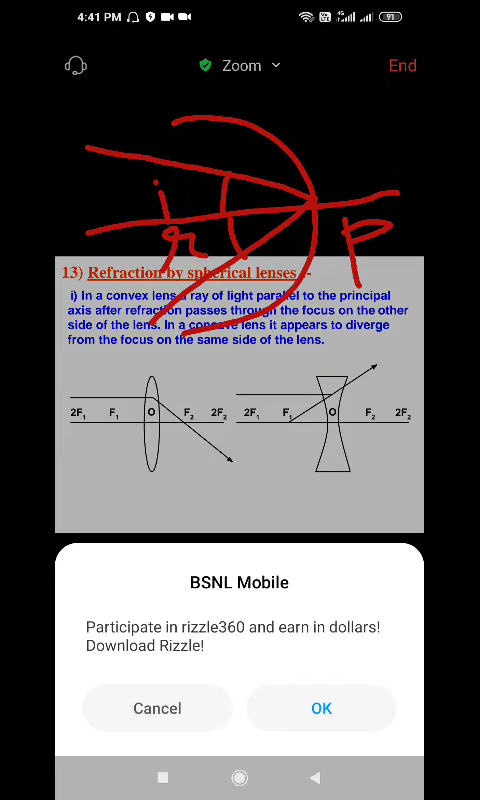 4:41 PM 4G 91
Zoom End
i
r
P
13) Refraction by spherical lenses :-
i) In a convex lens a ray of light parallel to the principal
axis after refraction passes through the focus on the other
side of the lens. In a concave lens it appears to diverge
from the focus on the same side of the lens.
2F1 F1 O F2 2F2 2F1 F1 O F2 2F2
BSNL Mobile
Participate in rizzle360 and earn in dollars!
Download Rizzle!
Cancel OK